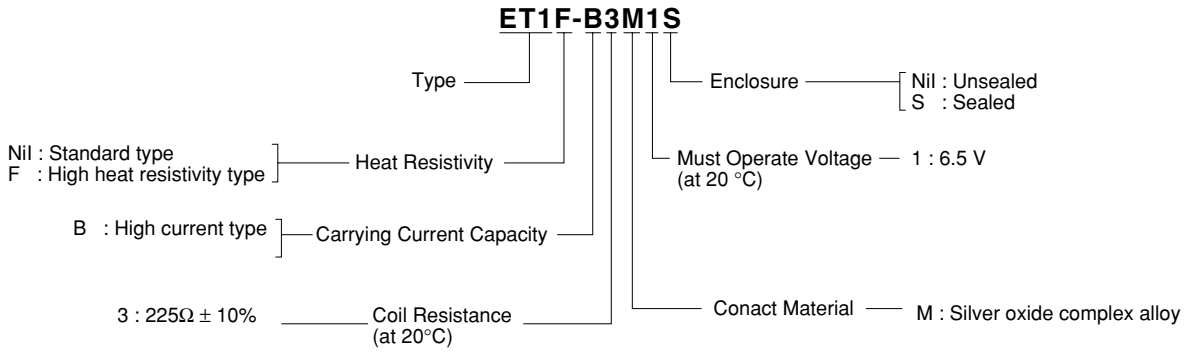 ET1F-B3M1S
Type
Enclosure
Nil : Unsealed
S : Sealed
Nil : Standard type
F : High heat resistivity type
Heat Resistivity
Must Operate Voltage
(at 20 °C)
1 : 6.5 V
B : High current type
Carrying Current Capacity
3 : 225Ω ± 10%
Coil Resistance
(at 20°C)
Conact Material
M : Silver oxide complex alloy